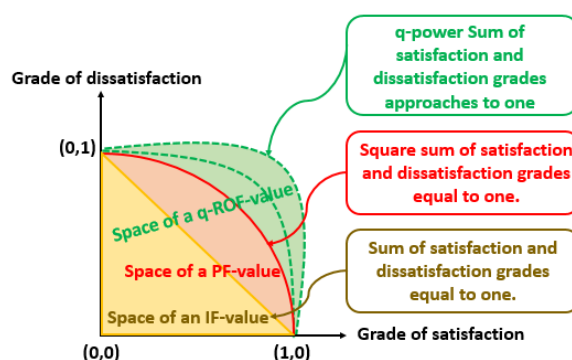 q-power Sum of
satisfaction and
dissatisfaction grades
approaches to one
Grade of dissatisfaction
(0,1)
Square sum of satisfaction
and dissatisfaction grades
equal to one.
Space of a q-ROF-value
Space of a PF-value
Sum of satisfaction and
dissatisfaction grades
equal to one.
Space of an IF-value
Grade of satisfaction
(0,0)
(1,0)